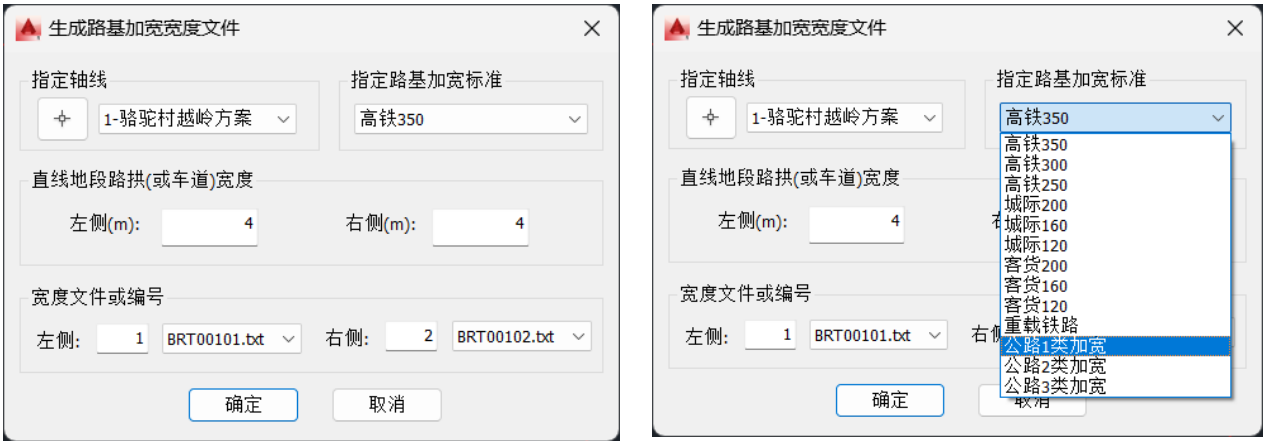 生成路基加宽宽度文件
指定轴线
指定路基加宽标准
1-骆驼村越岭方案
高铁350
直线地段路拱(或车道)宽度
左侧(m): 4
右侧(m): 4
宽度文件或编号
左侧: 1 BRT00101.txt
右侧: 2 BRT00102.txt
确定
取消
生成路基加宽宽度文件
指定轴线
指定路基加宽标准
1-骆驼村越岭方案
高铁350
高铁350
高铁300
高铁250
城际200
城际160
城际120
客货200
客货160
客货120
重载铁路
公路1类加宽
公路2类加宽
公路3类加宽
直线地段路拱(或车道)宽度
左侧(m): 4
宽度文件或编号
左侧: 1 BRT00101.txt
确定
取消